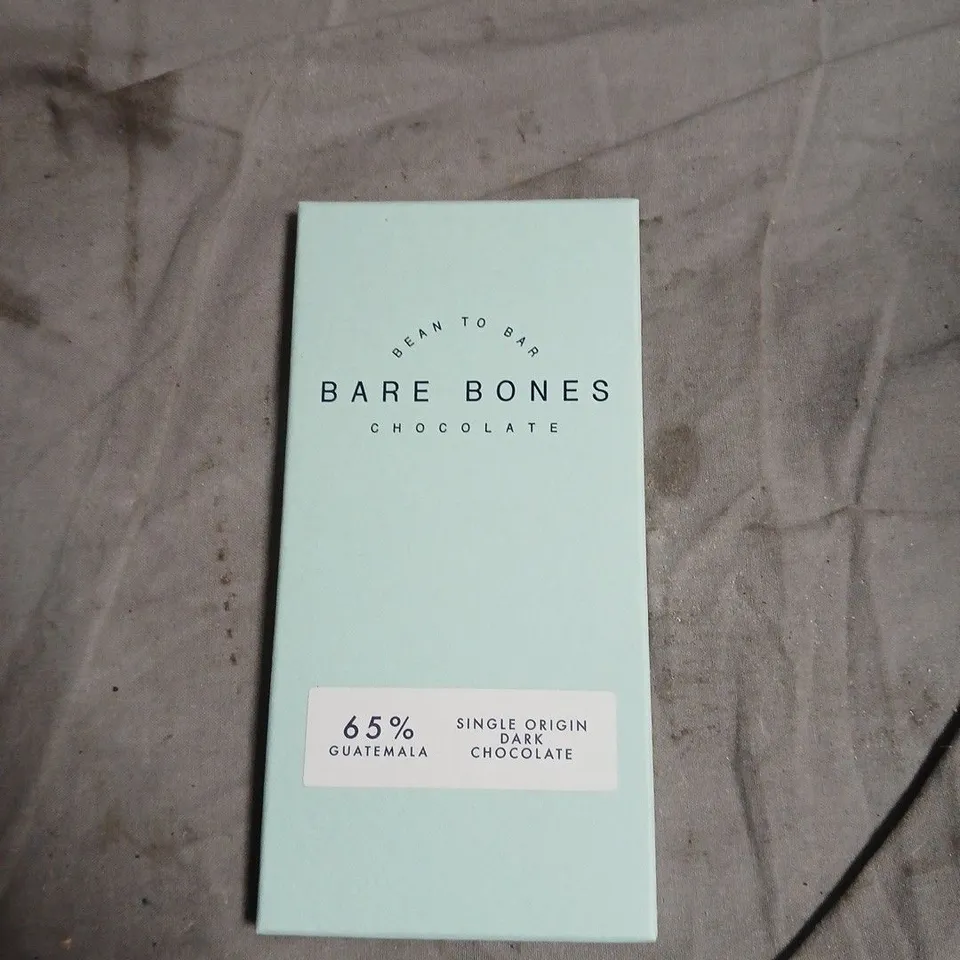 BEAN TO BAR
BARE BONES
CHOCOLATE
65%
GUATEMALA
SINGLE ORIGIN
DARK
CHOCOLATE